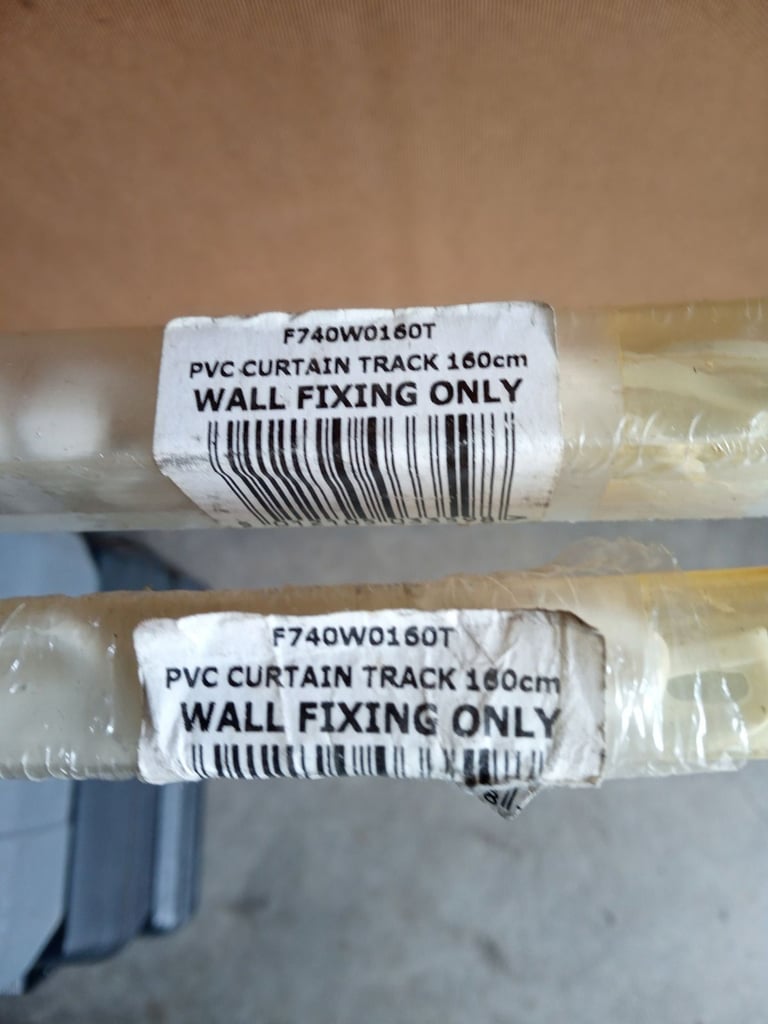 F740W0160T
PVC CURTAIN TRACK 160cm
WALL FIXING ONLY
F740W0160T
PVC CURTAIN TRACK 160cm
WALL FIXING ONLY